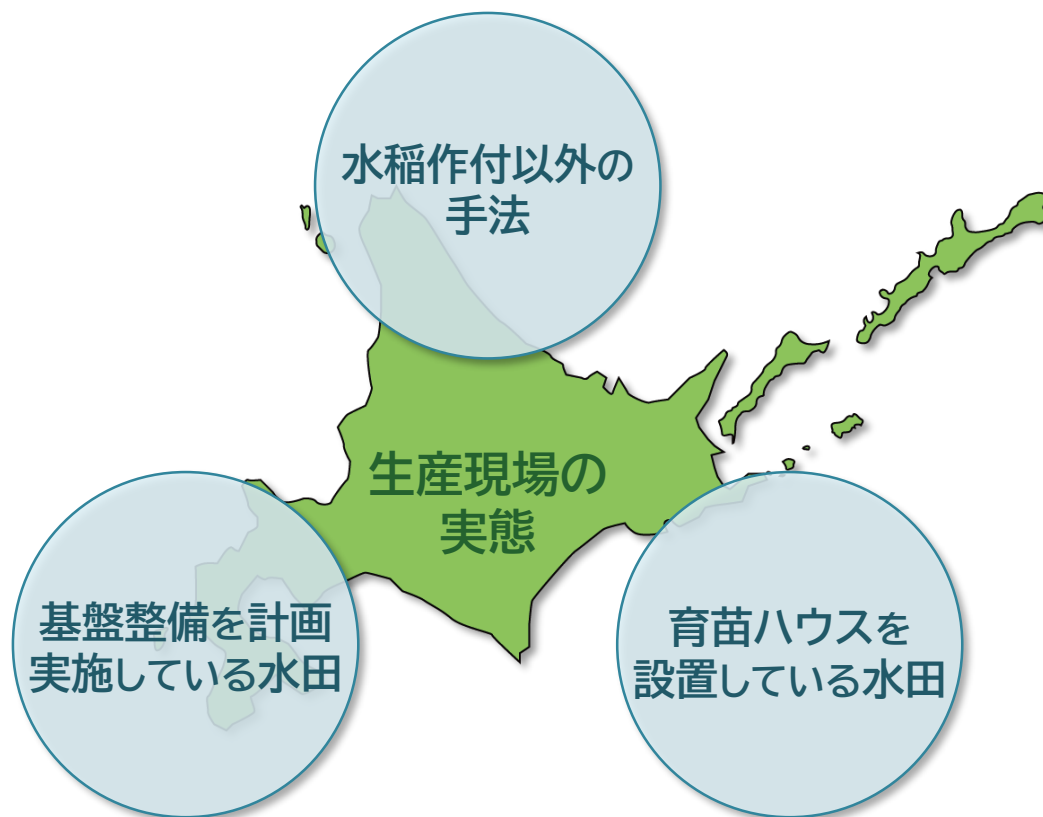 水稲作付以外の
手法
生産現場の
実態
基盤整備を計画
実施している水田
育苗ハウスを
設置している水田